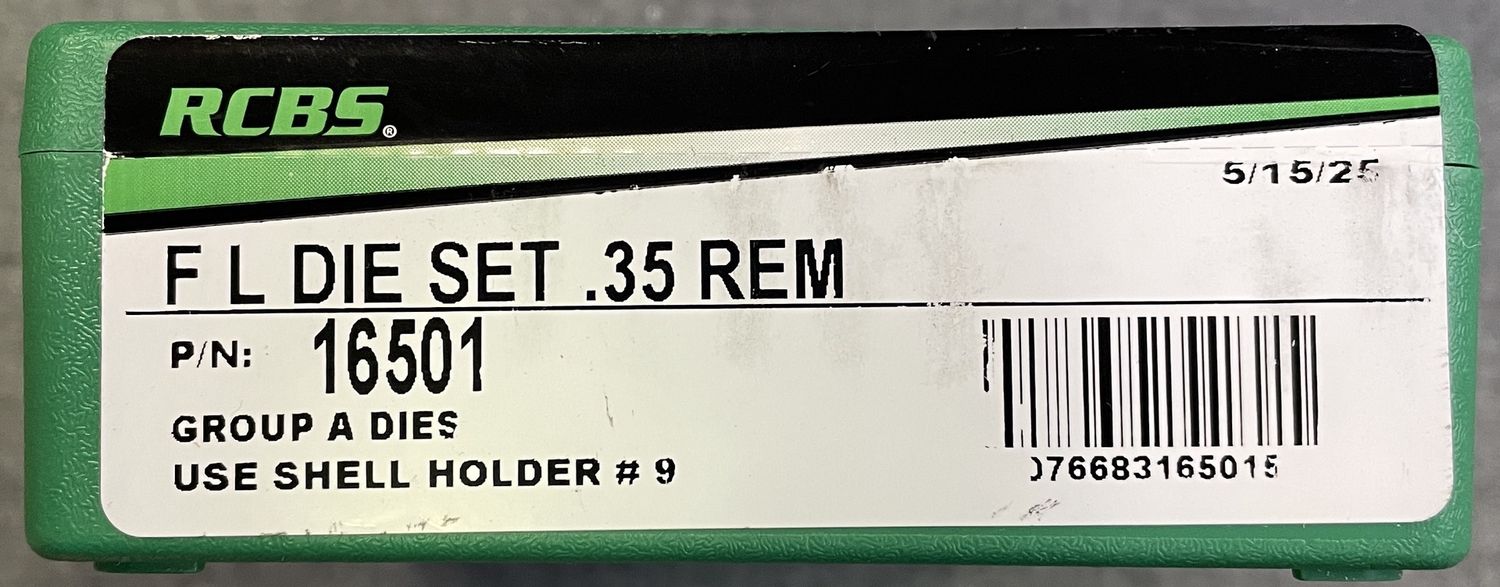 RCBS®
5/15/25
F L DIE SET .35 REM
P/N: 16501
GROUP A DIES
USE SHELL HOLDER # 9
076683165015